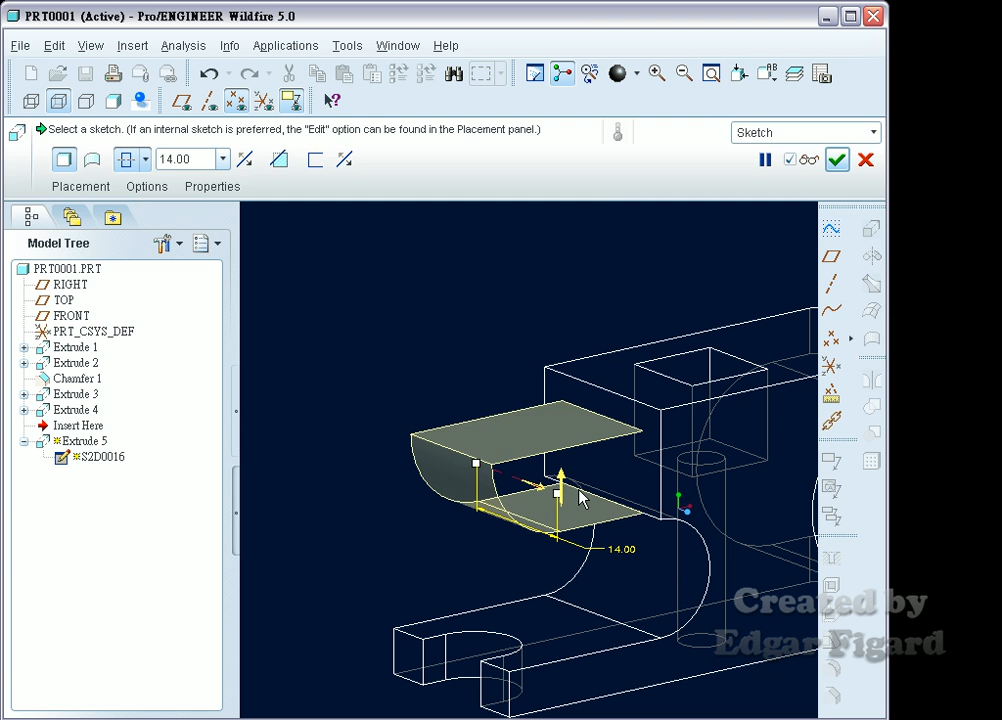 PRT0001 (Active) - Pro/ENGINEER Wildfire 5.0
File Edit View Insert Analysis Info Applications Tools Window Help
Select a sketch. (If an internal sketch is preferred, the "Edit" option can be found in the Placement panel.)
Sketch
14.00
Placement Options Properties
Model Tree
PRT0001.PRT
RIGHT
TOP
FRONT
PRT_CSYS_DEF
Extrude 1
Extrude 2
Chamfer 1
Extrude 3
Extrude 4
Insert Here
Extrude 5
S2D0016
14.00
Created by
Edgar Figard